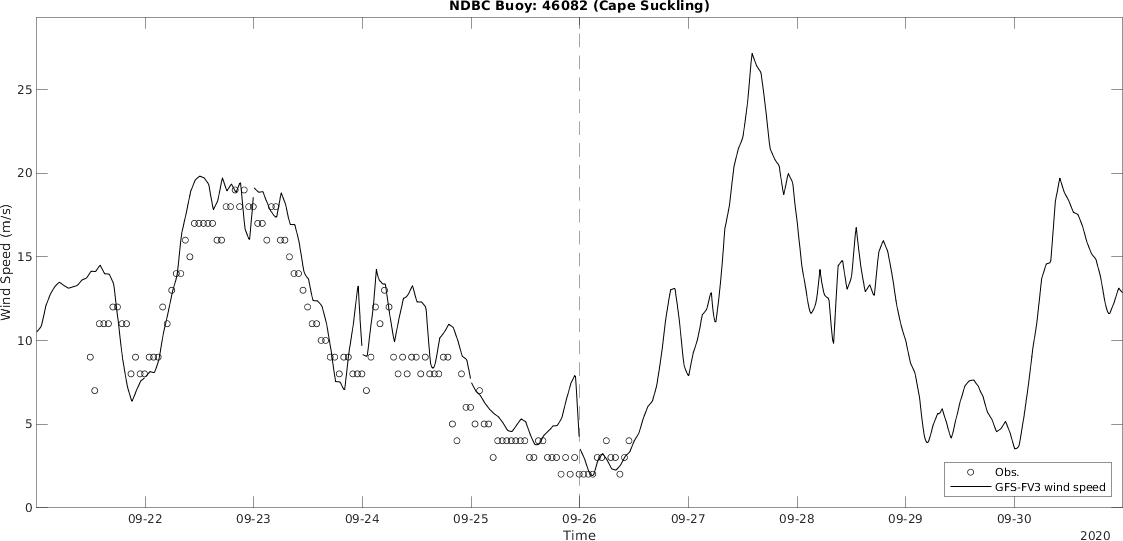 NDBC Buoy: 46082 (Cape Suckling)
Wind Speed (m/s)
25
20
15
10
5
0
09-22 09-23 09-24 09-25 09-26 09-27 09-28 09-29 09-30
Time
2020
Obs.
GFS-FV3 wind speed